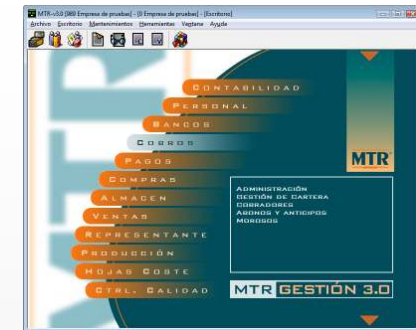 MTR-v3.0 [989 Empresa de pruebas] - [0 Empresa de pruebas] - [Escritorio]
Archivo Escritorio Mantenimientos Herramientas Ventana Ayuda
CONTABILIDAD
PERSONAL
BANCOS
COBROS
PAGOS
COMPRAS
ALMACEN
VENTAS
REPRESENTANTE
PRODUCCIÓN
HOJAS COSTE
CTRL. CALIDAD
MTR
MTR
ADMINISTRACIÓN
GESTIÓN DE CARTERA
COBRADORES
ABONOS Y ANTICIPOS
MOROSOS
MTR GESTIÓN 3.0